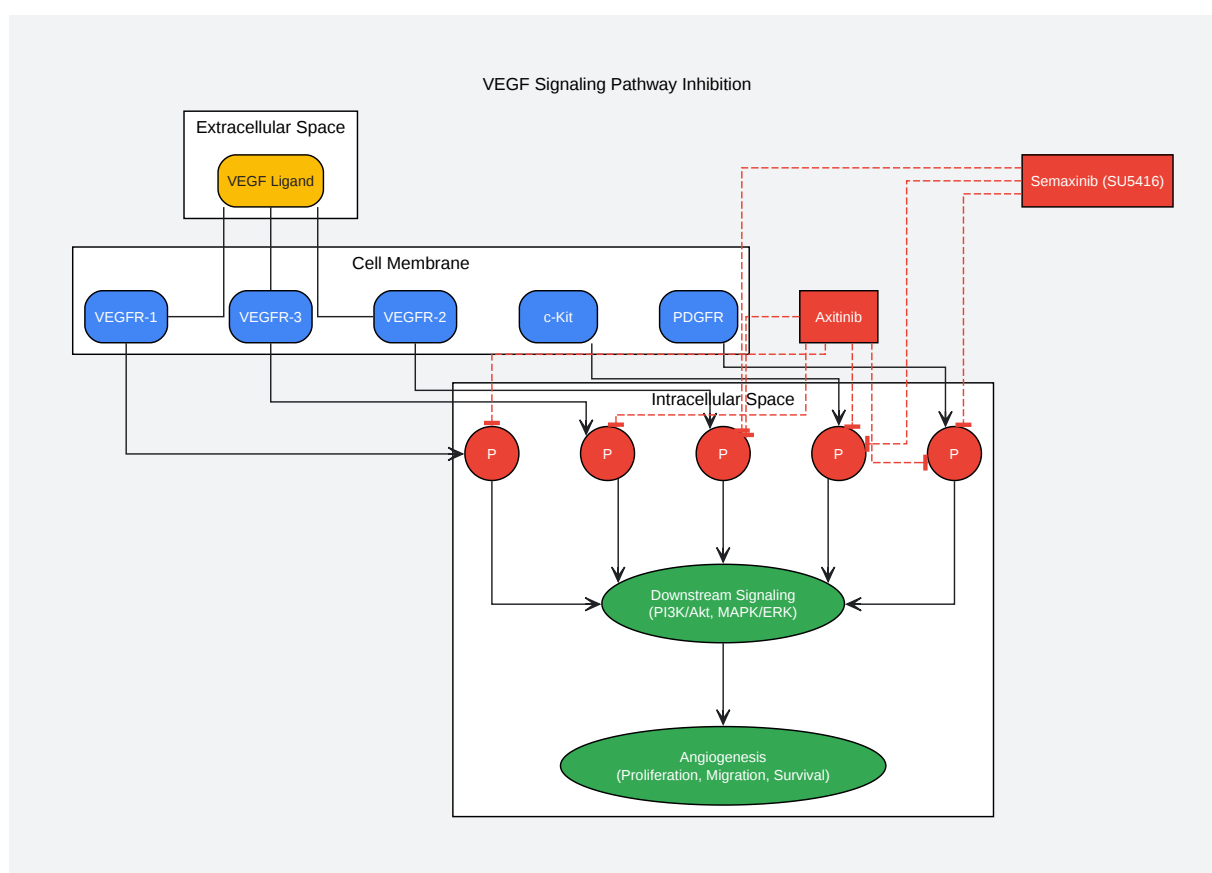 VEGF Signaling Pathway Inhibition
Extracellular Space
VEGF Ligand
Semaxinib (SU5416)
Cell Membrane
VEGFR-1
VEGFR-3
VEGFR-2
c-Kit
PDGFR
Axitinib
Intracellular Space
P
P
P
P
P
Downstream Signaling
(PI3K/Akt, MAPK/ERK)
Angiogenesis
(Proliferation, Migration, Survival)